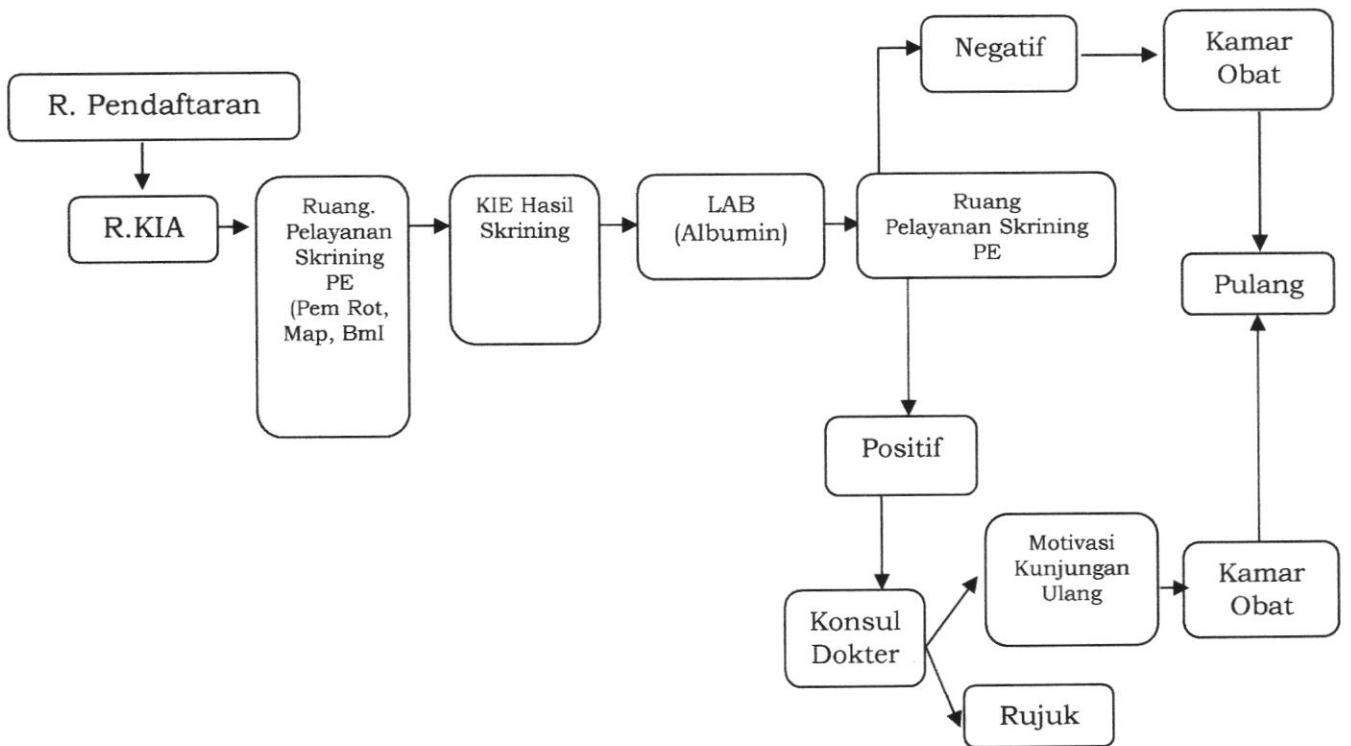 R. Pendaftaran
R.KIA
Ruang.
Pelayanan
Skrining
PE
(Pem Rot,
Map, BmI
KIE Hasil
Skrining
LAB
(Albumin)
Ruang
Pelayanan Skrining
PE
Negatif
Kamar
Obat
Pulang
Positif
Konsul
Dokter
Motivasi
Kunjungan
Ulang
Kamar
Obat
Rujuk